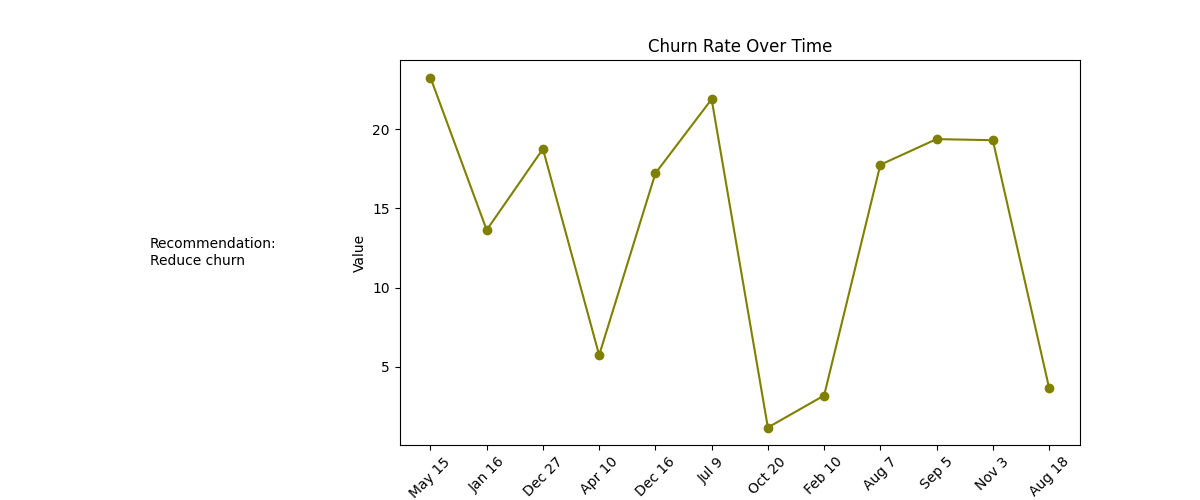 Churn Rate Over Time
Recommendation:
Reduce churn
Value
20
15
10
5
May 15
Jan 16
Dec 27
Apr 10
Dec 16
Jul 9
Oct 20
Feb 10
Aug 7
Sep 5
Nov 3
Aug 18